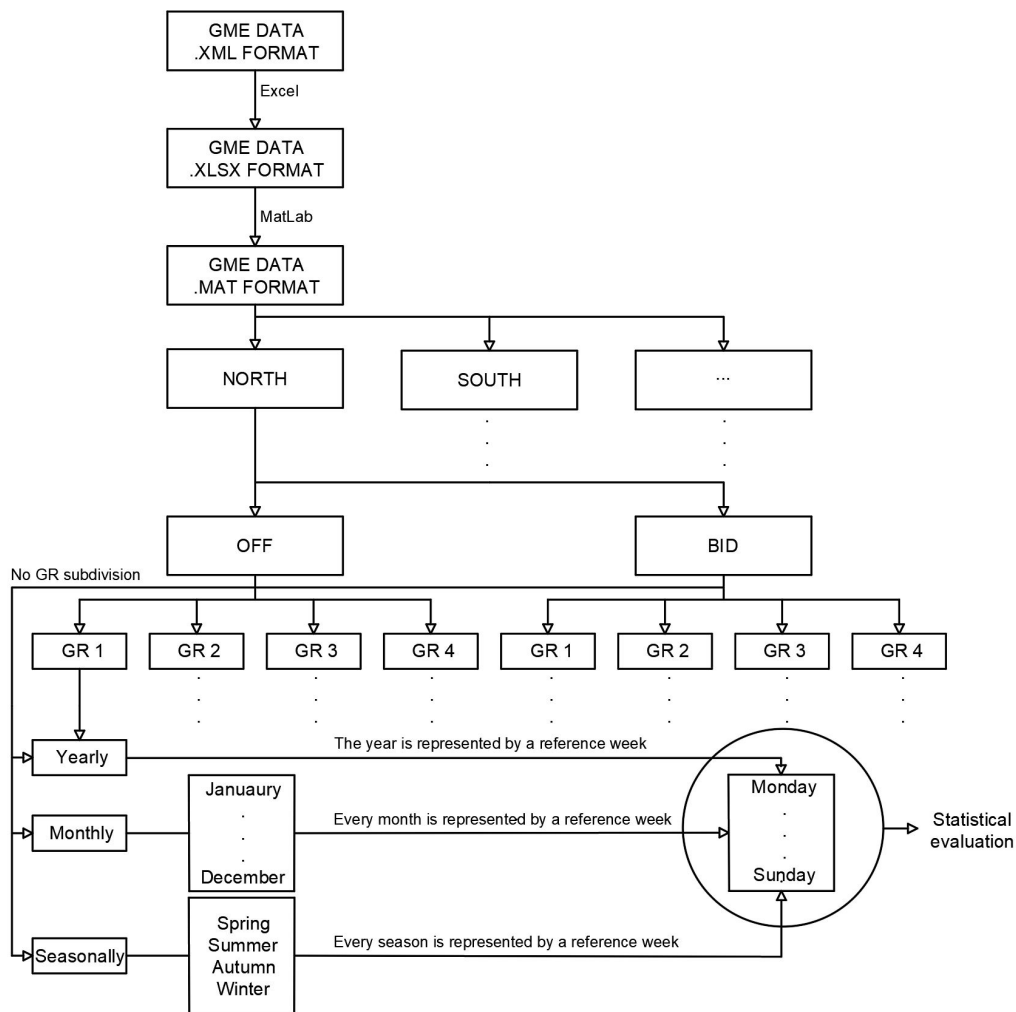 GME DATA
.XML FORMAT
Excel
GME DATA
.XLSX FORMAT
MatLab
GME DATA
.MAT FORMAT
NORTH
SOUTH
...
OFF
BID
No GR subdivision
GR 1
GR 2
GR 3
GR 4
GR 1
GR 2
GR 3
GR 4
Yearly
The year is represented by a reference week
Monthly
Januaury
December
Every month is represented by a reference week
Monday
Sunday
Statistical
evaluation
Seasonally
Spring
Summer
Autumn
Winter
Every season is represented by a reference week